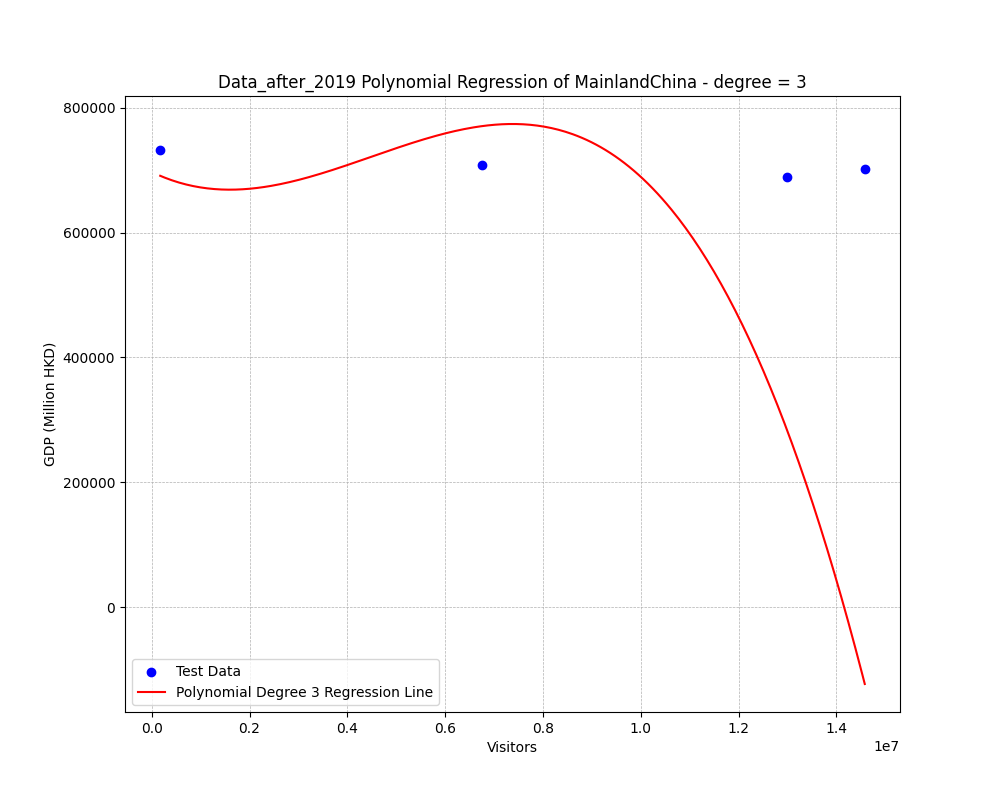 Data_after_2019 Polynomial Regression of MainlandChina - degree = 3
GDP (Million HKD)
800000
600000
400000
200000
0
Test Data
Polynomial Degree 3 Regression Line
0.0 0.2 0.4 0.6 0.8 1.0 1.2 1.4
1e7
Visitors